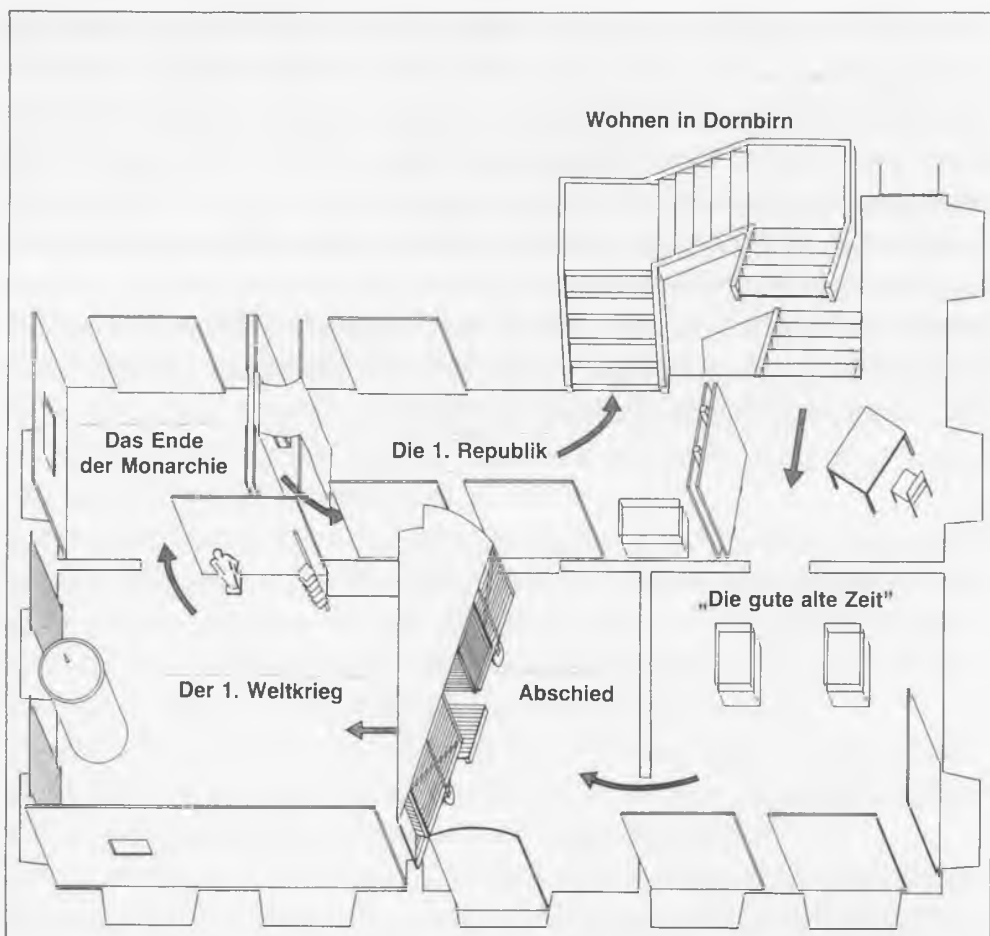 Wohnen in Dornbirn
Das Ende
der Monarchie
Die 1. Republik
„Die gute alte Zeit”
Der 1. Weltkrieg
Abschied